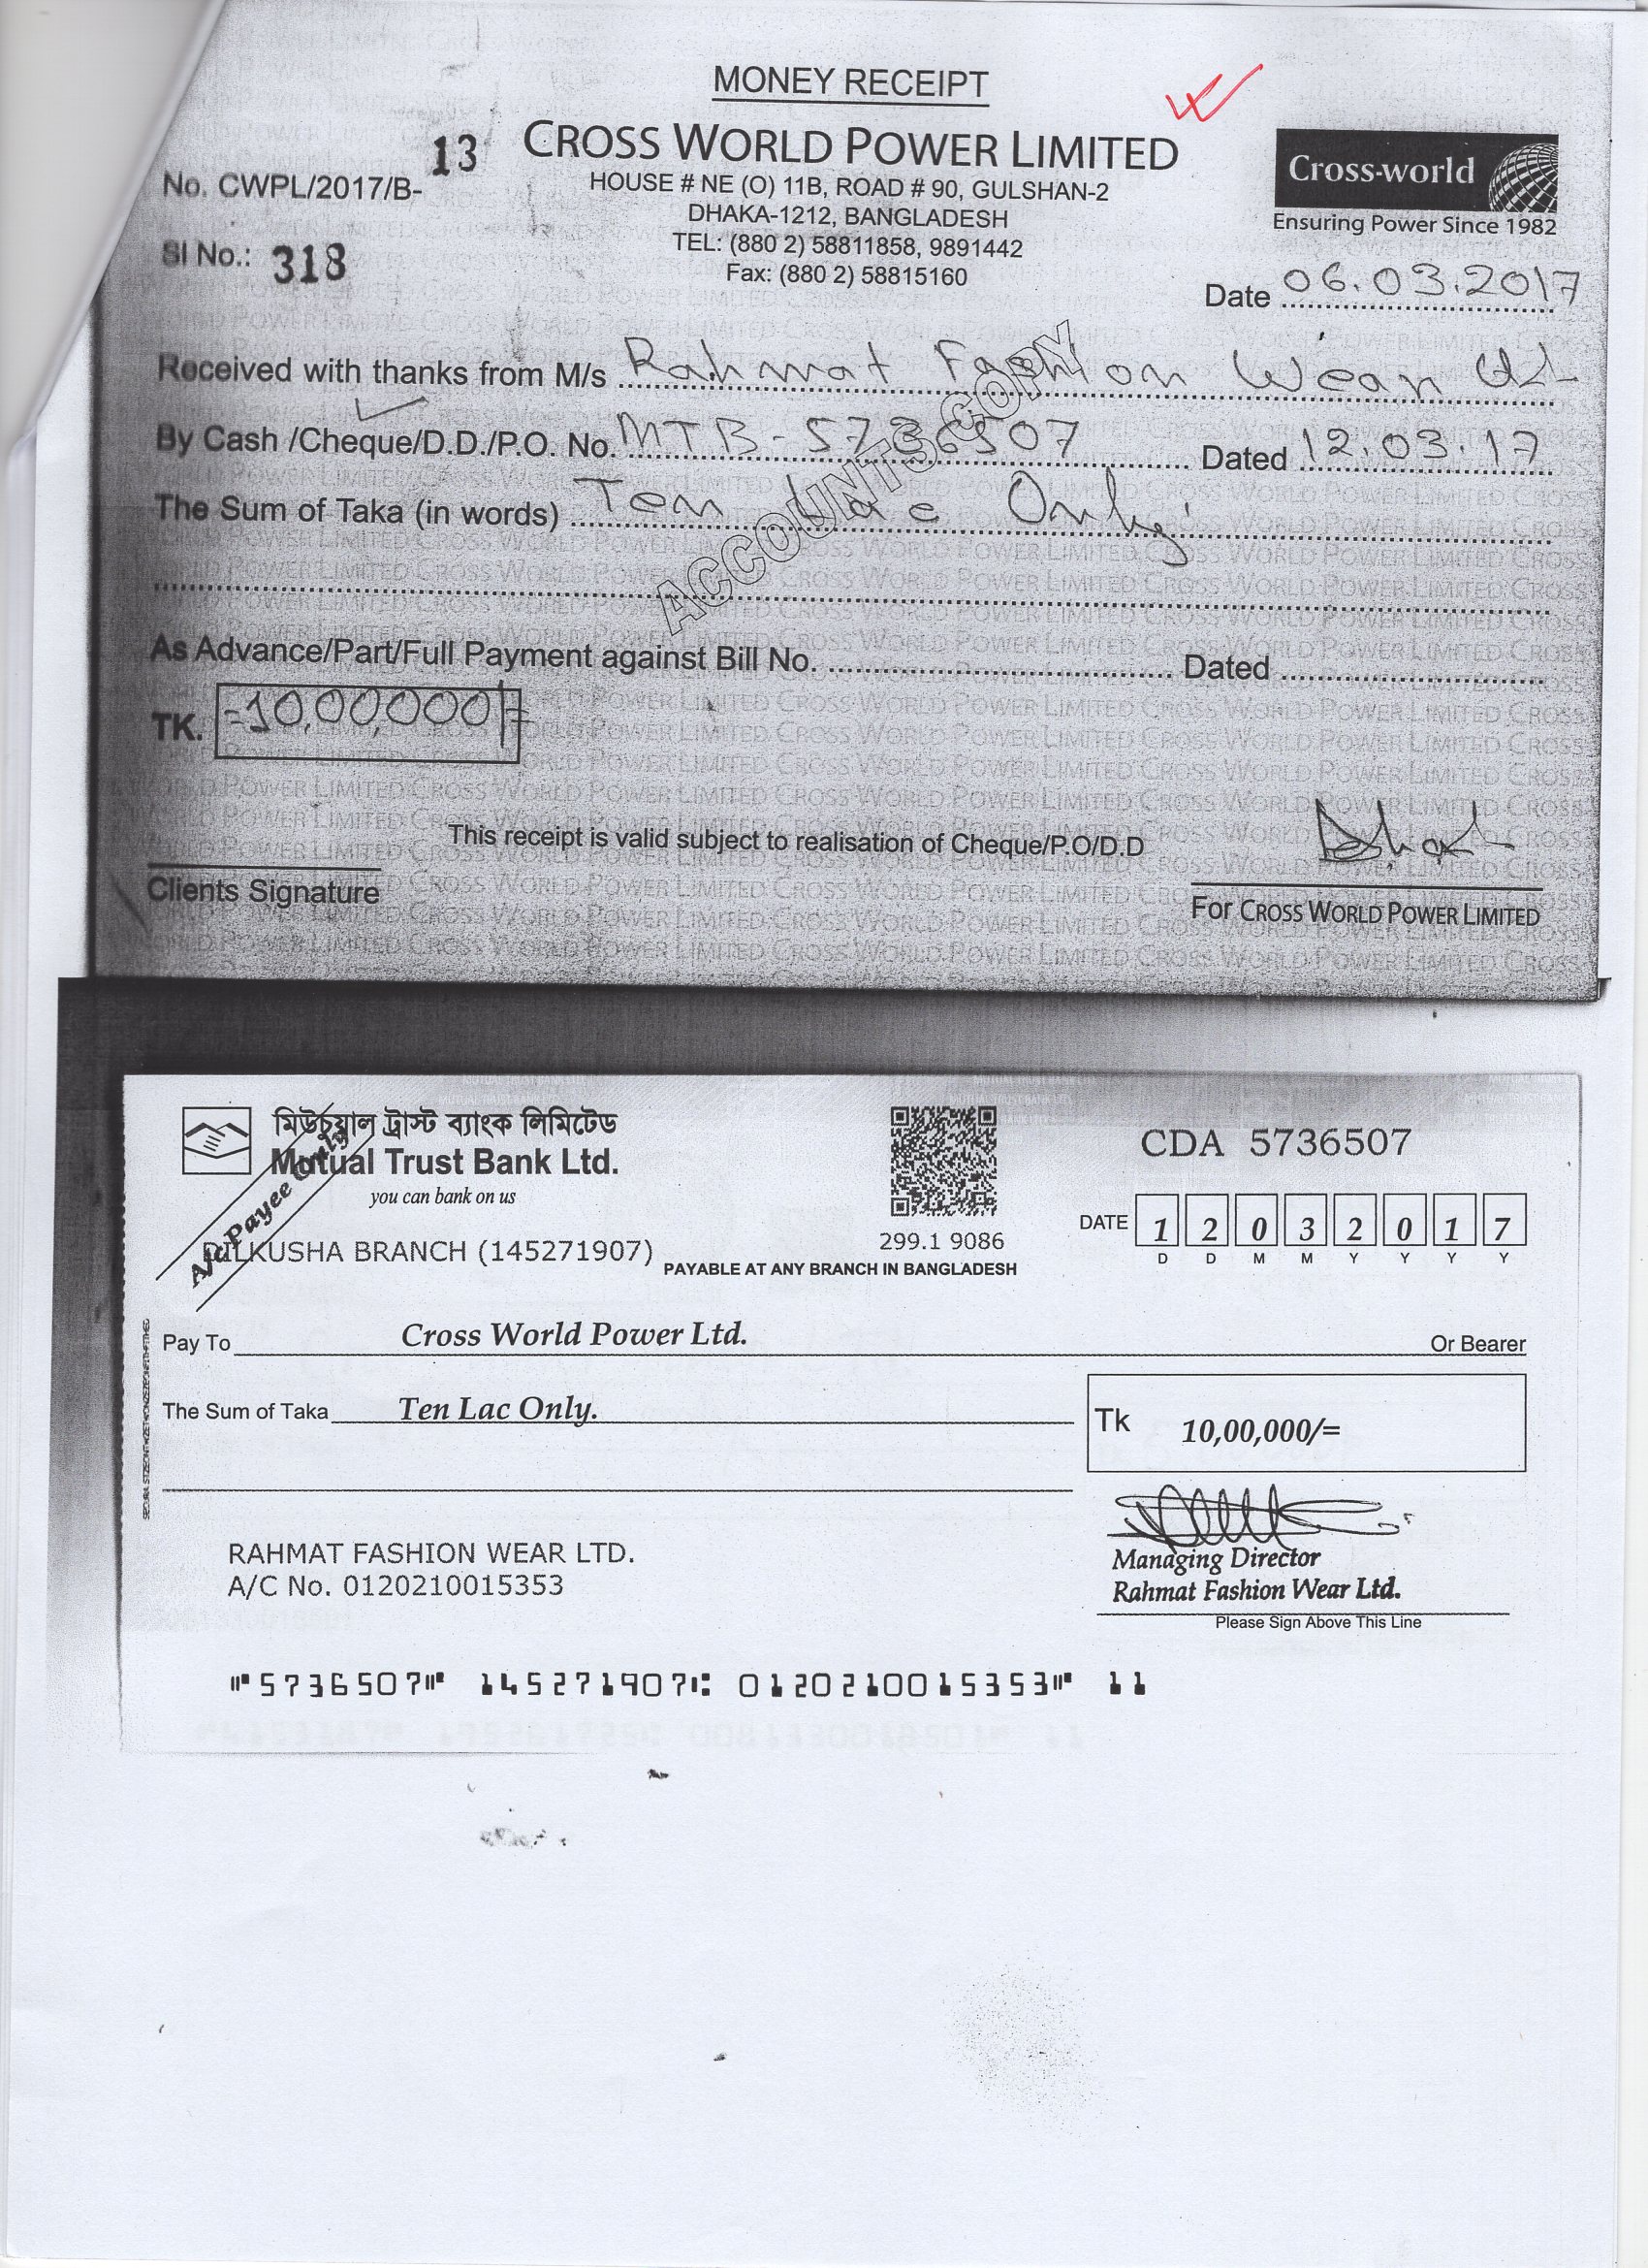 MONEY RECEIPT
CROSS WORLD POWER LIMITED
HOUSE # NE (O) 11B, ROAD # 90, GULSHAN-2
DHAKA-1212, BANGLADESH
TEL: (880 2) 58811858, 9891442
Fax: (880 2) 58815160
No. CWPL/2017/B- 13
Sl No.: 318
Cross-world
Ensuring Power Since 1982
Date 06.03.2017
Received with thanks from M/s Rahmat Fashion Wear
By Cash /Cheque/D.D./P.O. No. MTB-5736507 Dated 12.03.17
The Sum of Taka (in words) Ten Lac Only
ACCOUNTS COPY
As Advance/Part/Full Payment against Bill No. Dated
TK. =10,00,000/=
This receipt is valid subject to realisation of Cheque/P.O/D.D
Clients Signature
For CROSS WORLD POWER LIMITED
মিউচুয়াল ট্রাস্ট ব্যাংক লিমিটেড
Mutual Trust Bank Ltd.
you can bank on us
A/c Payee Only
DILKUSHA BRANCH (145271907)
299.1 9086
PAYABLE AT ANY BRANCH IN BANGLADESH
CDA 5736507
DATE 1 2 0 3 2 0 1 7
D D M M Y Y Y Y
Pay To Cross World Power Ltd. Or Bearer
The Sum of Taka Ten Lac Only.
Tk 10,00,000/=
RAHMAT FASHION WEAR LTD.
A/C No. 0120210015353
Managing Director
Rahmat Fashion Wear Ltd.
Please Sign Above This Line
⑈5736507⑈ 145271907⑆ 0120210015353⑈ 11